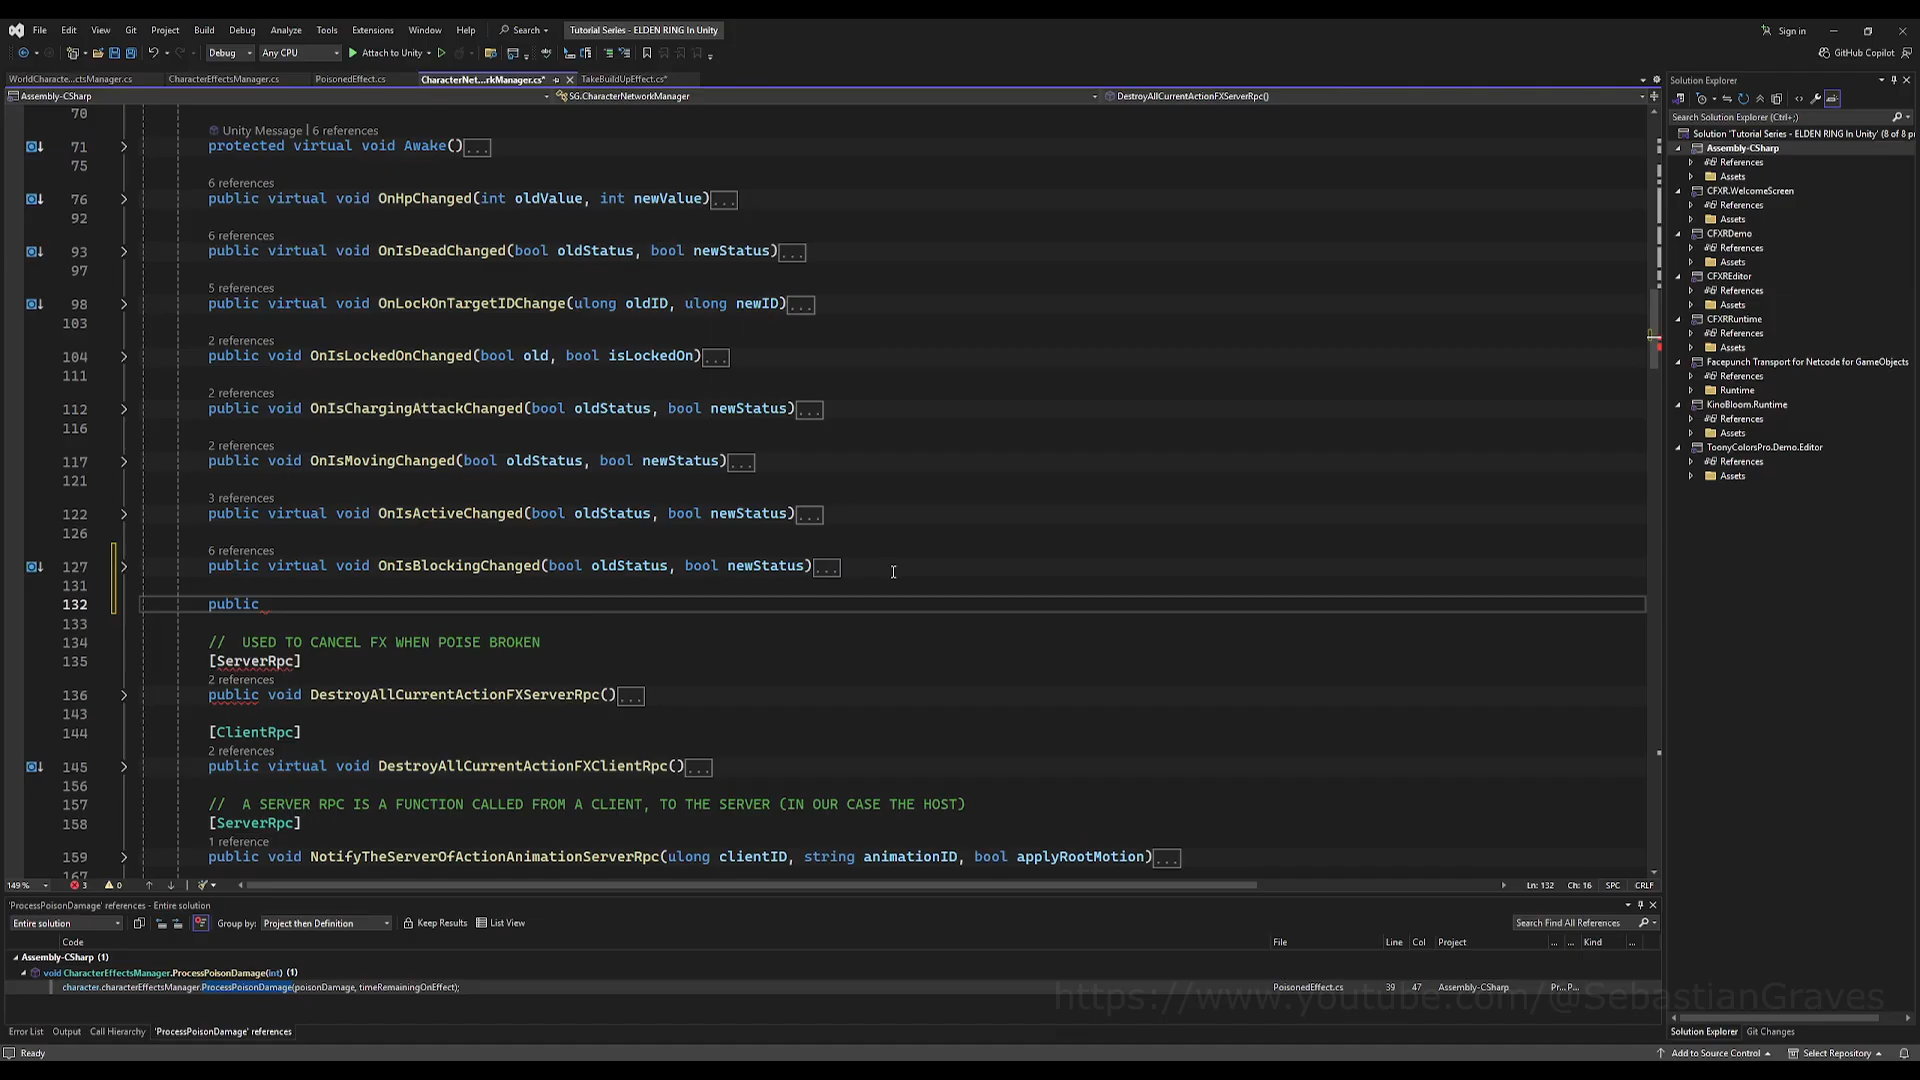 File Edit View Git Project Build Debug Analyze Tools Extensions Window Help Search Tutorial Series - ELDEN RING In Unity Sign in
Debug Any CPU Attach to Unity GitHub Copilot
WorldCharacte...ctsManager.cs CharacterEffectsManager.cs PoisonedEffect.cs CharacterNet...rkManager.cs* TakeBuildUpEffect.cs*
Assembly-CSharp SG.CharacterNetworkManager DestroyAllCurrentActionFXServerRpc()
70
Unity Message | 6 references
71 protected virtual void Awake()...
75
6 references
76 public virtual void OnHpChanged(int oldValue, int newValue)...
92
6 references
93 public virtual void OnIsDeadChanged(bool oldStatus, bool newStatus)...
97
5 references
98 public virtual void OnLockOnTargetIDChange(ulong oldID, ulong newID)...
103
2 references
104 public void OnIsLockedOnChanged(bool old, bool isLockedOn)...
111
2 references
112 public void OnIsChargingAttackChanged(bool oldStatus, bool newStatus)...
116
2 references
117 public void OnIsMovingChanged(bool oldStatus, bool newStatus)...
121
3 references
122 public virtual void OnIsActiveChanged(bool oldStatus, bool newStatus)...
126
6 references
127 public virtual void OnIsBlockingChanged(bool oldStatus, bool newStatus)...
131
132 public
133
134 // USED TO CANCEL FX WHEN POISE BROKEN
135 [ServerRpc]
2 references
136 public void DestroyAllCurrentActionFXServerRpc()...
143
144 [ClientRpc]
2 references
145 public virtual void DestroyAllCurrentActionFXClientRpc()...
156
157 // A SERVER RPC IS A FUNCTION CALLED FROM A CLIENT, TO THE SERVER (IN OUR CASE THE HOST)
158 [ServerRpc]
1 reference
159 public void NotifyTheServerOfActionAnimationServerRpc(ulong clientID, string animationID, bool applyRootMotion)...
167
149% 3 0 Ln: 132 Ch: 16 SPC CRLF
'ProcessPoisonDamage' references - Entire solution
Entire solution Group by: Project then Definition Keep Results List View Search Find All References
Code File Line Col Project ... ... Kind ...
Assembly-CSharp (1)
void CharacterEffectsManager.ProcessPoisonDamage(int) (1)
character.characterEffectsManager.ProcessPoisonDamage(poisonDamage, timeRemainingOnEffect); PoisonedEffect.cs 39 47 Assembly-CSharp Pr... P...
https://www.youtube.com/@SebastianGraves
Error List Output Call Hierarchy 'ProcessPoisonDamage' references
Ready Add to Source Control Select Repository
Solution Explorer
Search Solution Explorer (Ctrl+;)
Solution 'Tutorial Series - ELDEN RING In Unity' (8 of 8 pr
Assembly-CSharp
References
Assets
CFXR.WelcomeScreen
References
Assets
CFXRDemo
References
Assets
CFXREditor
References
Assets
CFXRRuntime
References
Assets
Facepunch Transport for Netcode for GameObjects
References
Runtime
KinoBloom.Runtime
References
Assets
ToonyColorsPro.Demo.Editor
References
Assets
Solution Explorer Git Changes